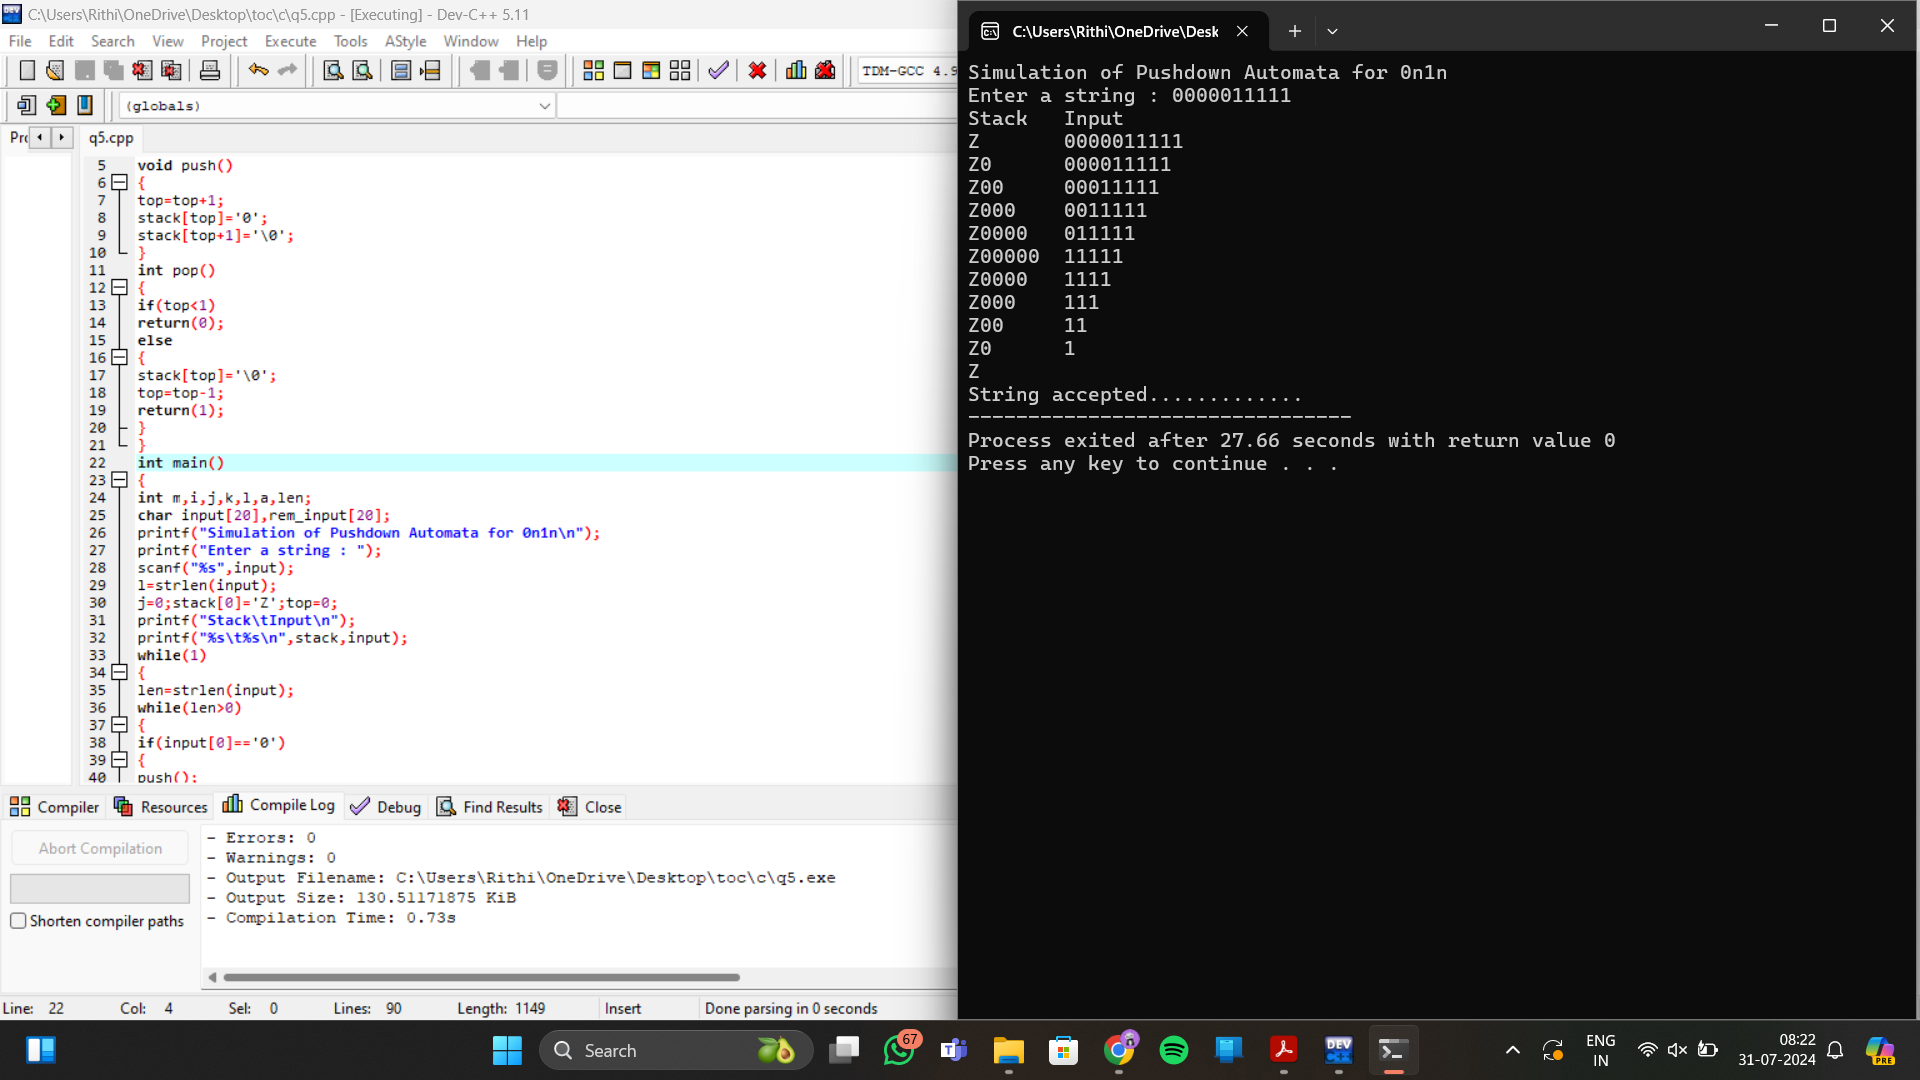 C:\Users\Rithi\OneDrive\Desktop\toc\c\q5.cpp - [Executing] - Dev-C++ 5.11
File Edit Search View Project Execute Tools AStyle Window Help
TDM-GCC 4.9
(globals)
q5.cpp
5 void push()
6 {
7 top=top+1;
8 stack[top]='0';
9 stack[top+1]='\0';
10 }
11 int pop()
12 {
13 if(top<1)
14 return(0);
15 else
16 {
17 stack[top]='\0';
18 top=top-1;
19 return(1);
20 }
21 }
22 int main()
23 {
24 int m,i,j,k,l,a,len;
25 char input[20],rem_input[20];
26 printf("Simulation of Pushdown Automata for 0n1n\n");
27 printf("Enter a string : ");
28 scanf("%s",input);
29 l=strlen(input);
30 j=0;stack[0]='Z';top=0;
31 printf("Stack\tInput\n");
32 printf("%s\t%s\n",stack,input);
33 while(1)
34 {
35 len=strlen(input);
36 while(len>0)
37 {
38 if(input[0]=='0')
39 {
40 push();
Compiler Resources Compile Log Debug Find Results Close
Abort Compilation
Shorten compiler paths
- Errors: 0
- Warnings: 0
- Output Filename: C:\Users\Rithi\OneDrive\Desktop\toc\c\q5.exe
- Output Size: 130.51171875 KiB
- Compilation Time: 0.73s
Line: 22 Col: 4 Sel: 0 Lines: 90 Length: 1149 Insert Done parsing in 0 seconds
C:\Users\Rithi\OneDrive\Desk
Simulation of Pushdown Automata for 0n1n
Enter a string : 0000011111
Stack Input
Z 0000011111
Z0 000011111
Z00 00011111
Z000 0011111
Z0000 011111
Z00000 11111
Z0000 1111
Z000 111
Z00 11
Z0 1
Z
String accepted.............
--------------------------------
Process exited after 27.66 seconds with return value 0
Press any key to continue . . .
Search
67
DEV
ENG
IN
08:22
31-07-2024
PRE